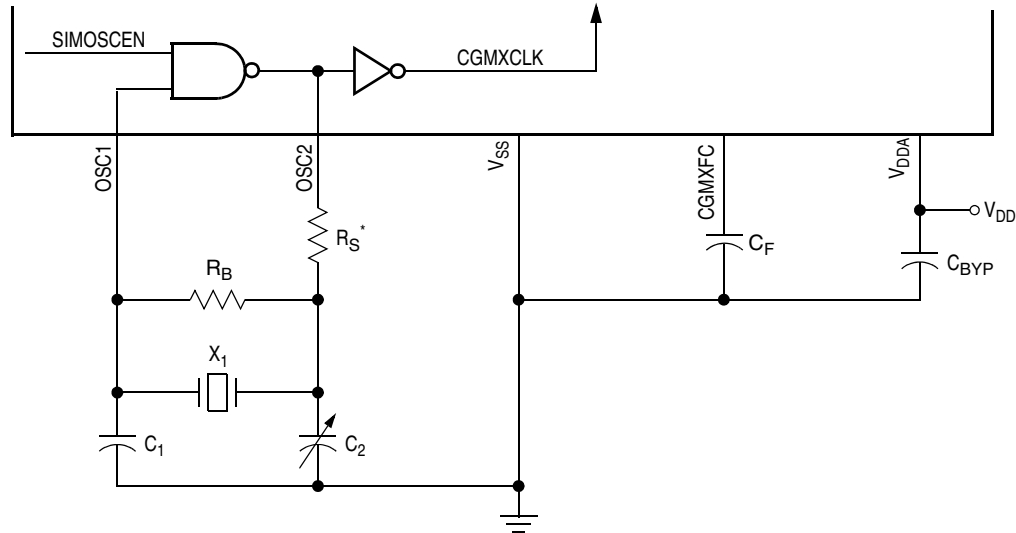 SIMOSCEN
CGMXCLK
OSC1
OSC2
VSS
CGMXFC
VDDA
RS*
VDD
CF
CBYP
RB
X1
C1
C2